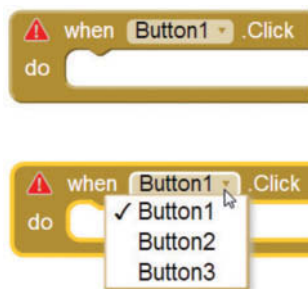 when Button1 .Click
do
when Button1 .Click
do
✓ Button1
Button2
Button3